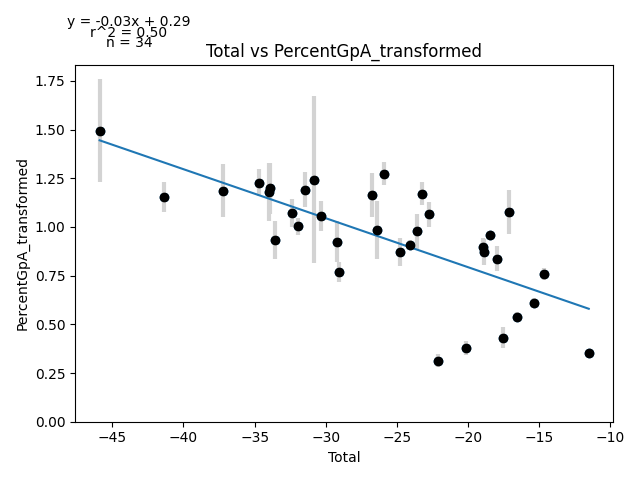 y = -0.03x + 0.29
r^2 = 0.50
n = 34
Total vs PercentGpA_transformed
PercentGpA_transformed
1.75
1.50
1.25
1.00
0.75
0.50
0.25
0.00
−45 −40 −35 −30 −25 −20 −15 −10
Total